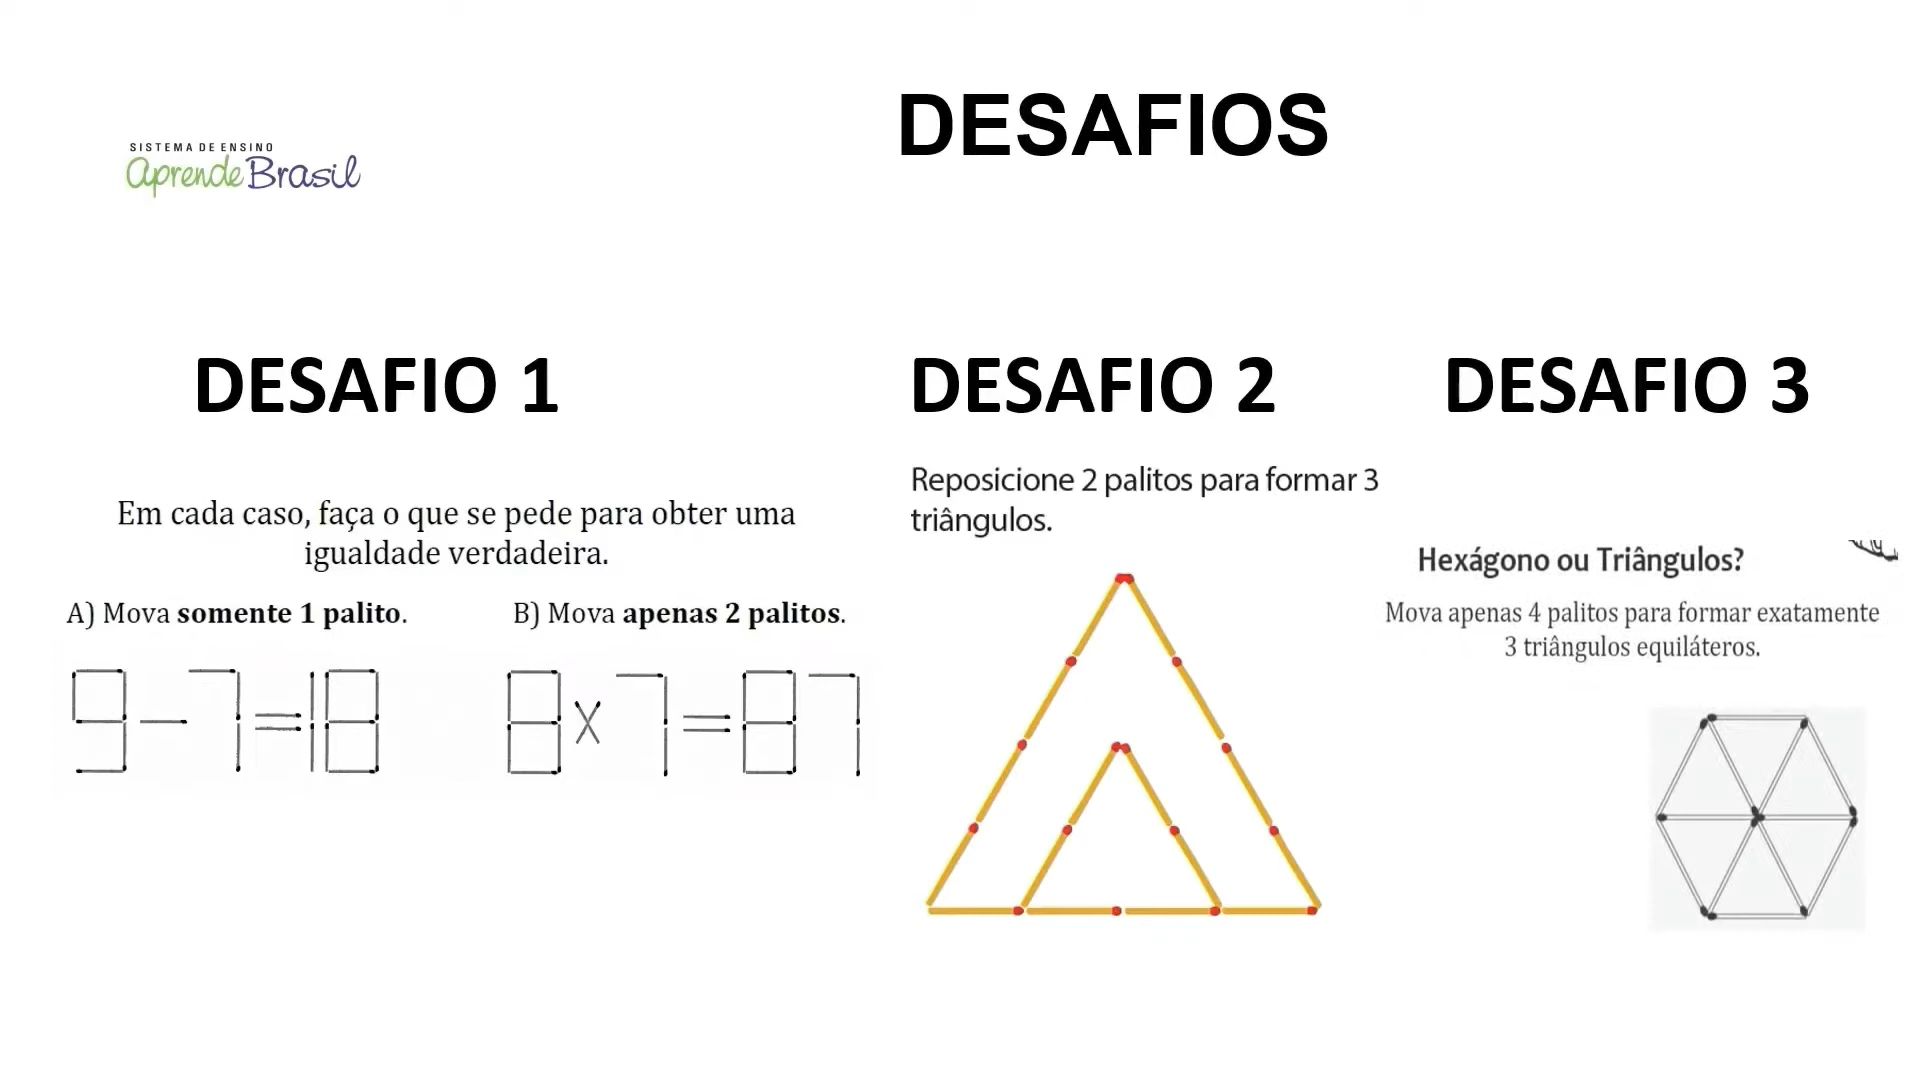 DESAFIOS
SISTEMA DE ENSINO
aprende Brasil
DESAFIO 1
Em cada caso, faça o que se pede para obter uma
igualdade verdadeira.
A) Mova somente 1 palito.
9-7=18
B) Mova apenas 2 palitos.
8x7=87
DESAFIO 2
Reposicione 2 palitos para formar 3
triângulos.
DESAFIO 3
Hexágono ou Triângulos?
Mova apenas 4 palitos para formar exatamente
3 triângulos equiláteros.